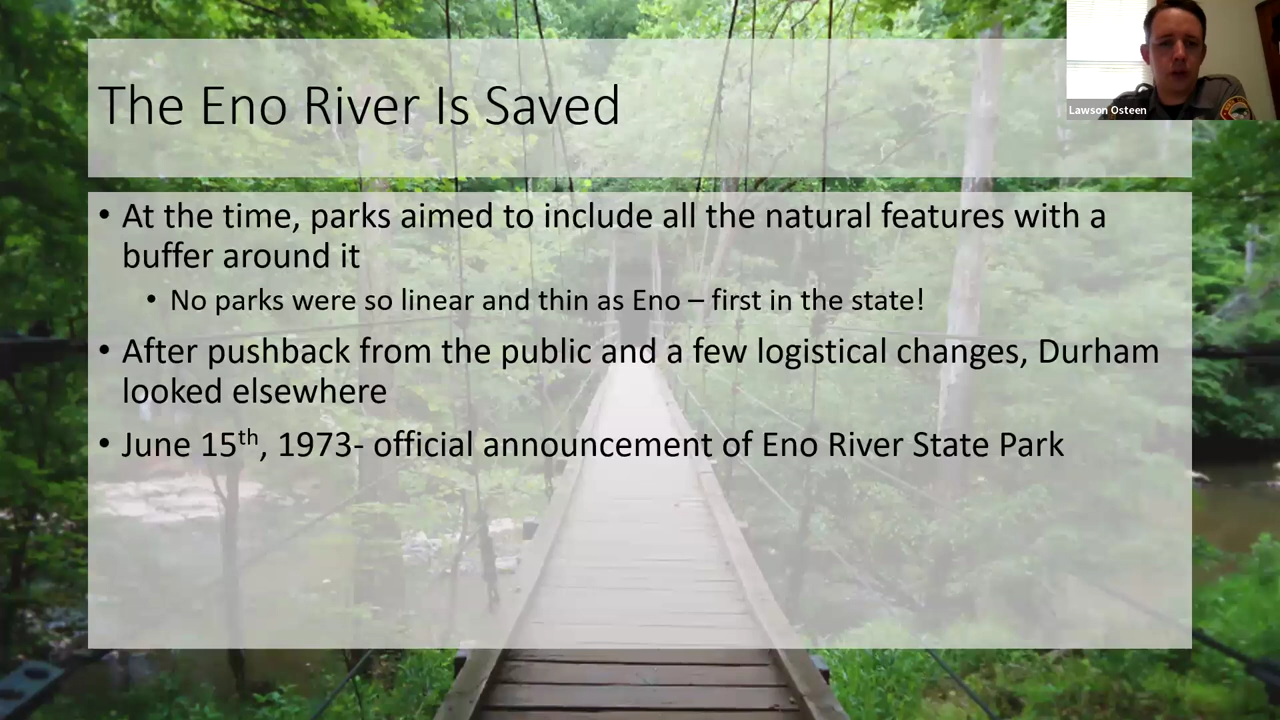 The Eno River Is Saved
Lawson Osteen
• At the time, parks aimed to include all the natural features with a
buffer around it
• No parks were so linear and thin as Eno – first in the state!
• After pushback from the public and a few logistical changes, Durham
looked elsewhere
• June 15th, 1973- official announcement of Eno River State Park